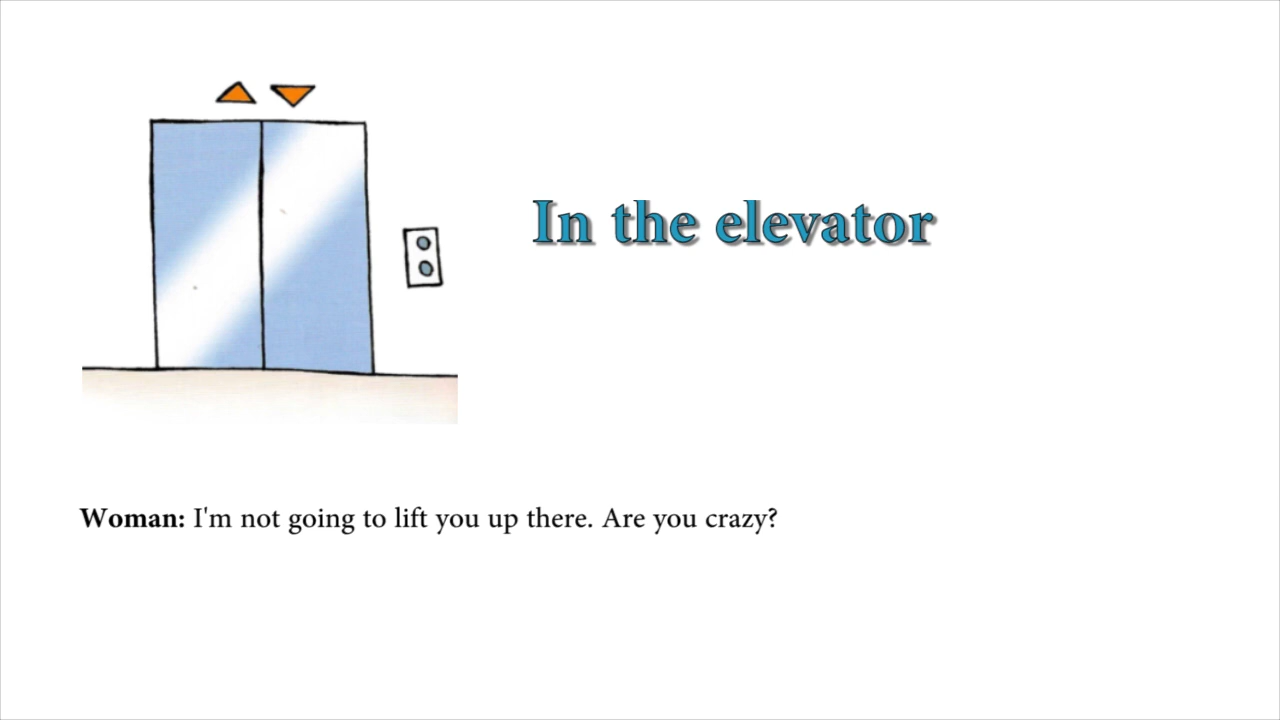 In the elevator
Woman: I'm not going to lift you up there. Are you crazy?